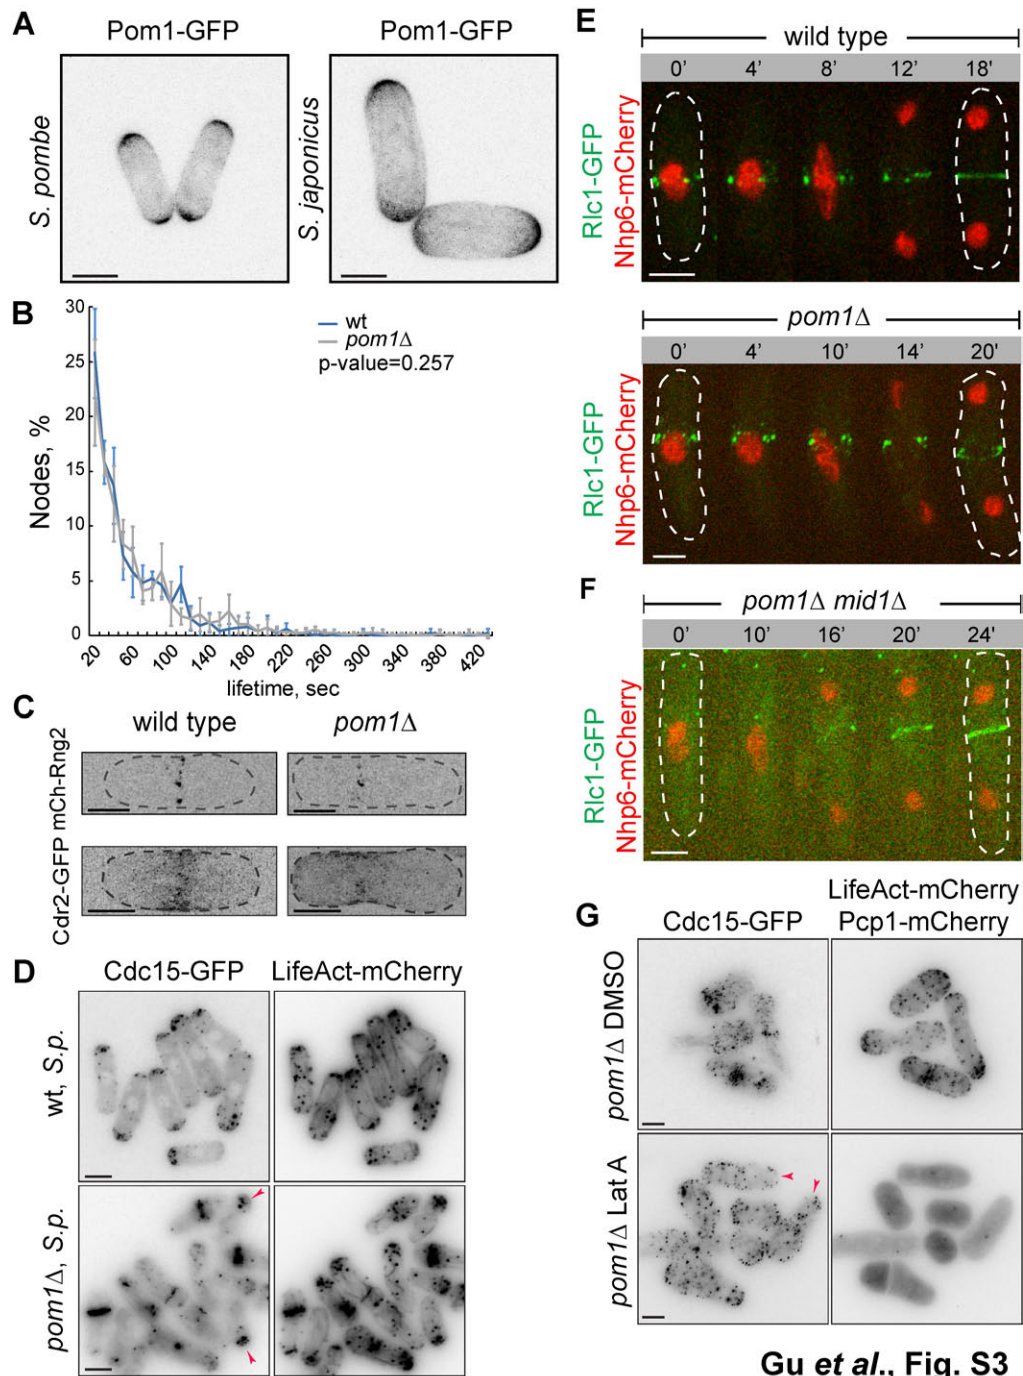 A
Pom1-GFP
Pom1-GFP
S. pombe
S. japonicus
B
30
25
20
15
10
5
0
Nodes, %
wt
pom1Δ
p-value=0.257
20 60 100 140 200 260 300 340 380 420
lifetime, sec
C
wild type
pom1Δ
mCh-Rng2
Cdr2-GFP
D
Cdc15-GFP
LifeAct-mCherry
wt, S.p.
pom1Δ, S.p.
E
wild type
0’ 4’ 8’ 12’ 18’
Rlc1-GFP
Nhp6-mCherry
pom1Δ
0’ 4’ 10’ 14’ 20’
Rlc1-GFP
Nhp6-mCherry
F
pom1Δ mid1Δ
0’ 10’ 16’ 20’ 24’
Rlc1-GFP
Nhp6-mCherry
G
Cdc15-GFP
LifeAct-mCherry
Pcp1-mCherry
pom1Δ DMSO
pom1Δ Lat A
Gu et al., Fig. S3